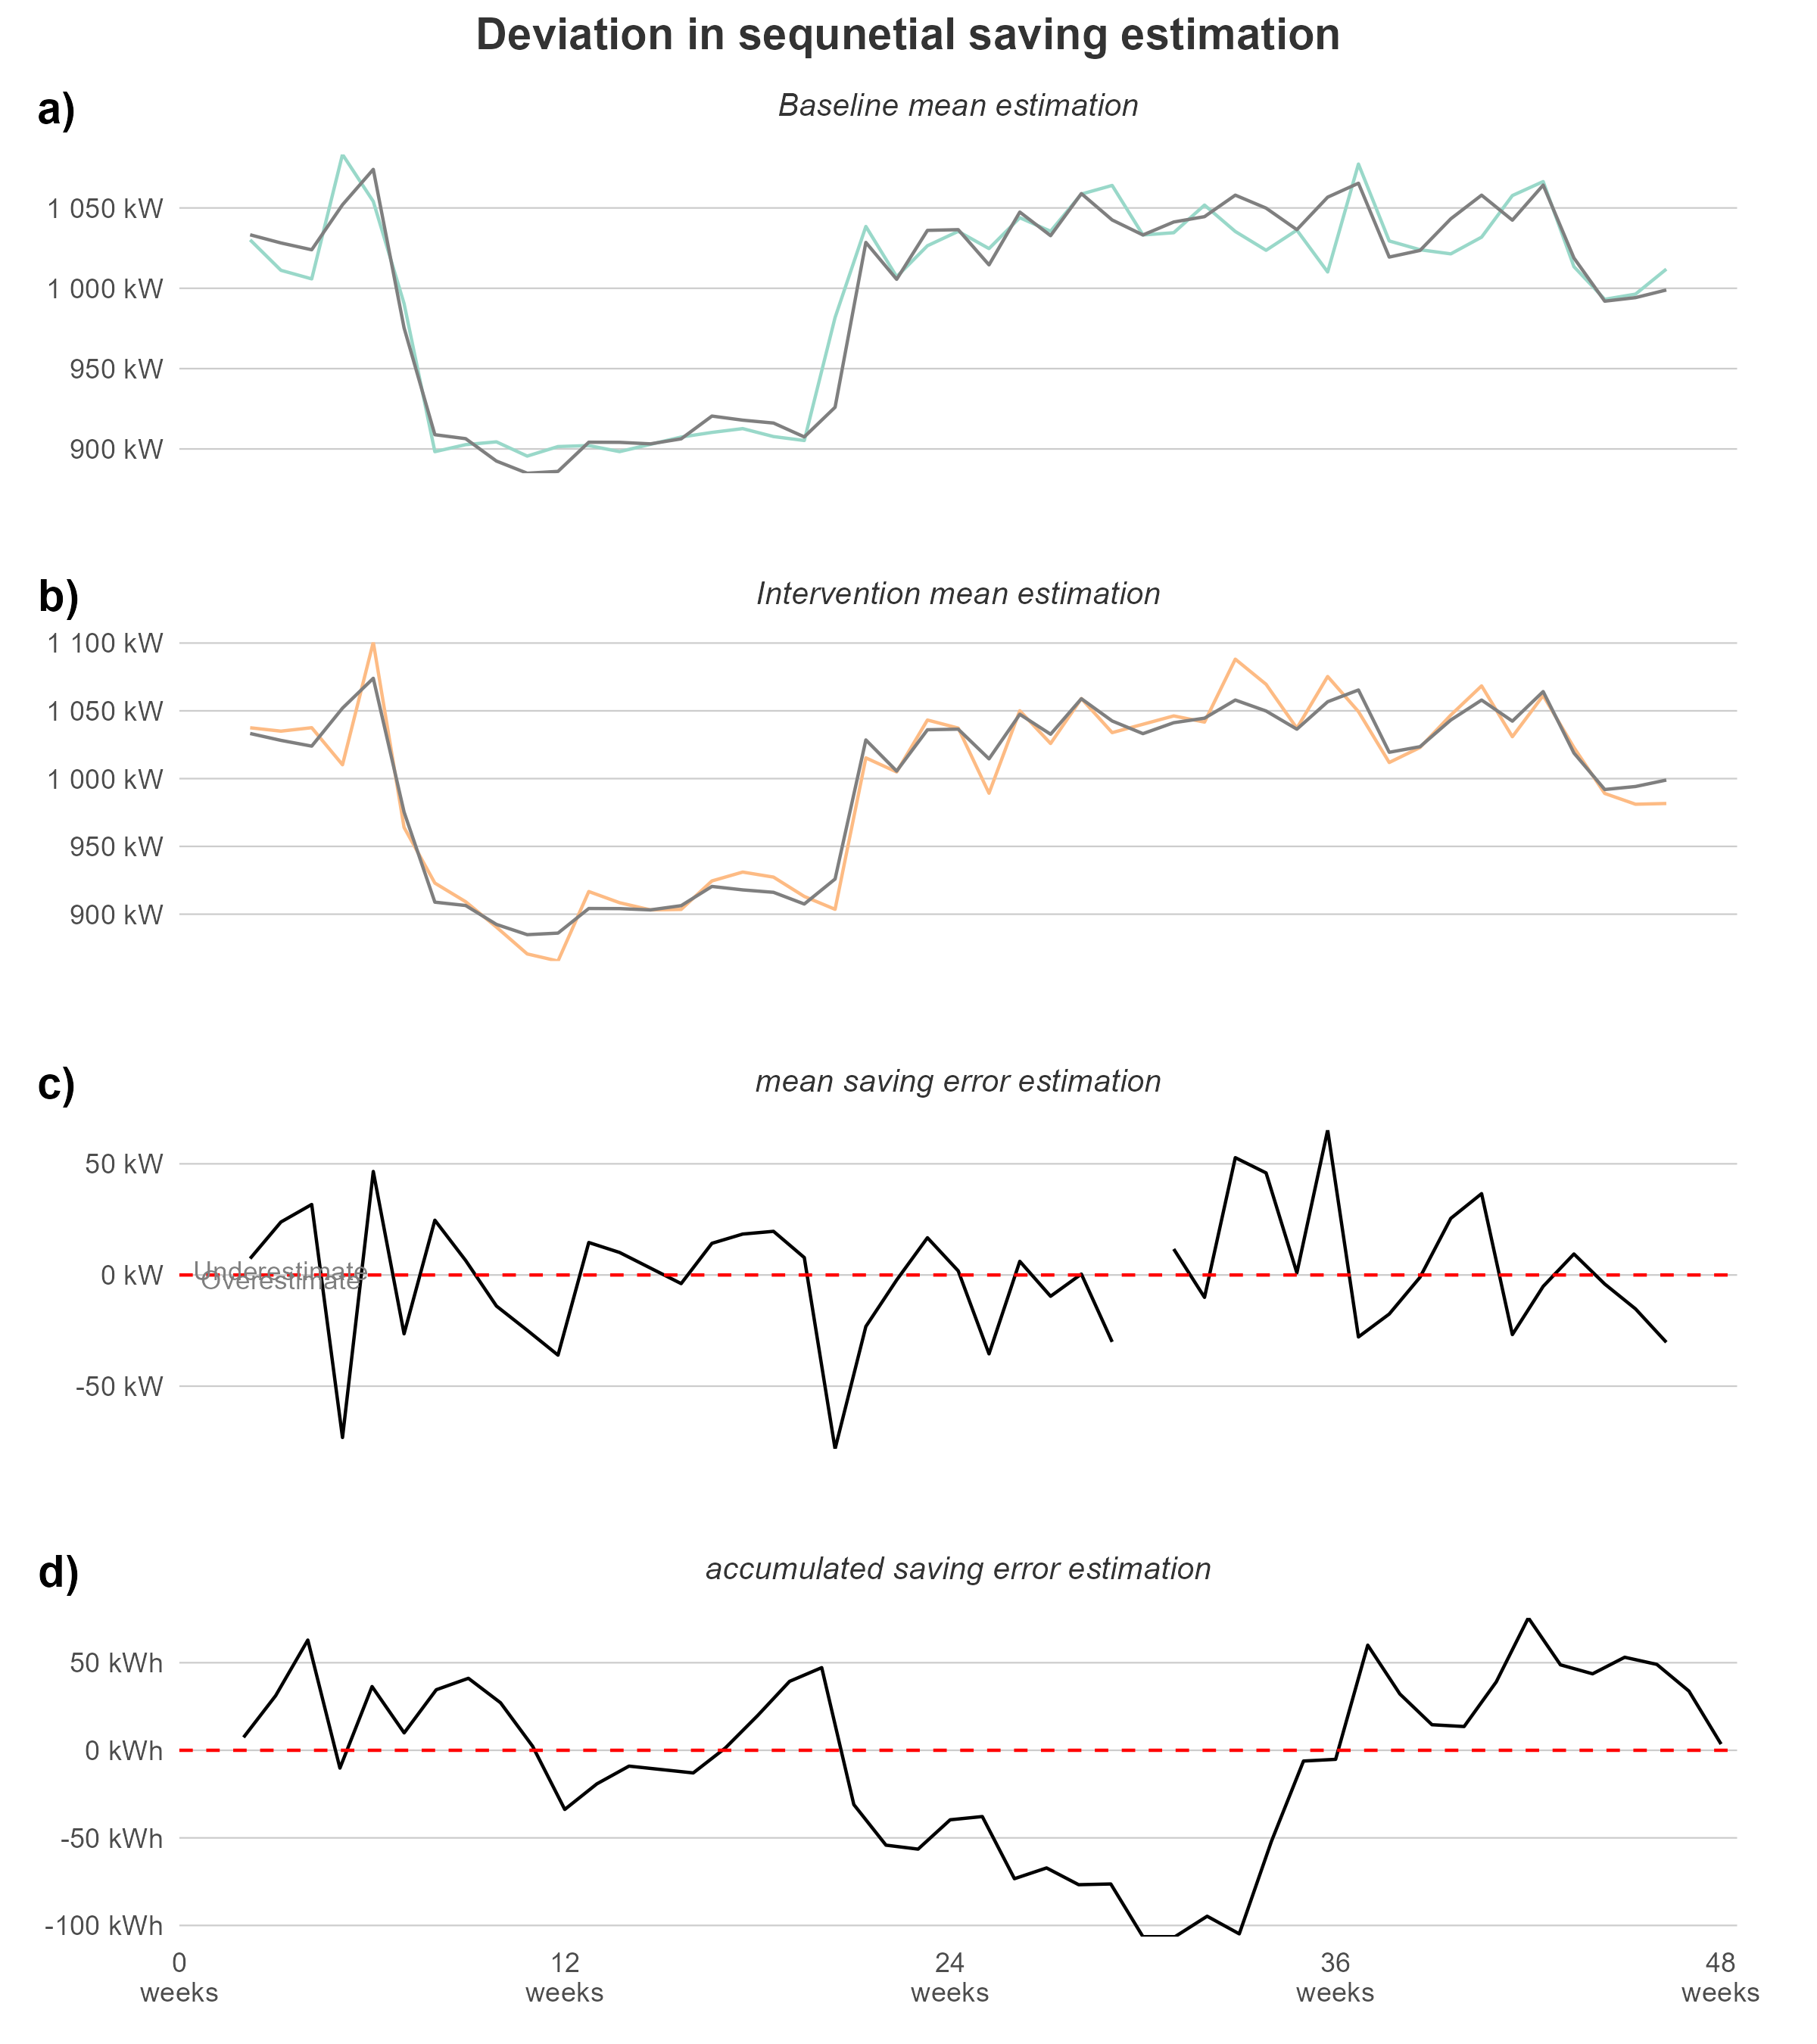 Deviation in sequnetial saving estimation
a)
Baseline mean estimation
1 050 kW
1 000 kW
950 kW
900 kW
b)
Intervention mean estimation
1 100 kW
1 050 kW
1 000 kW
950 kW
900 kW
c)
mean saving error estimation
50 kW
Underestimate
0 kW
Overestimate
-50 kW
d)
accumulated saving error estimation
50 kWh
0 kWh
-50 kWh
-100 kWh
0 12 24 36 48
weeks weeks weeks weeks weeks